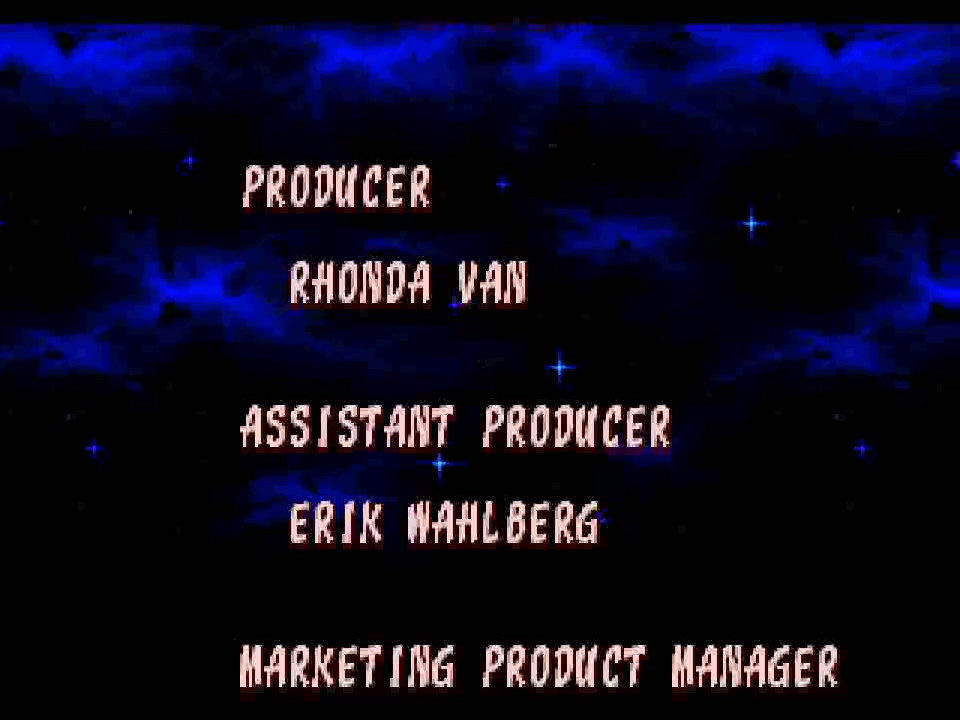 PRODUCER
RHONDA VAN
ASSISTANT PRODUCER
ERIK WAHLBERG
MARKETING PRODUCT MANAGER